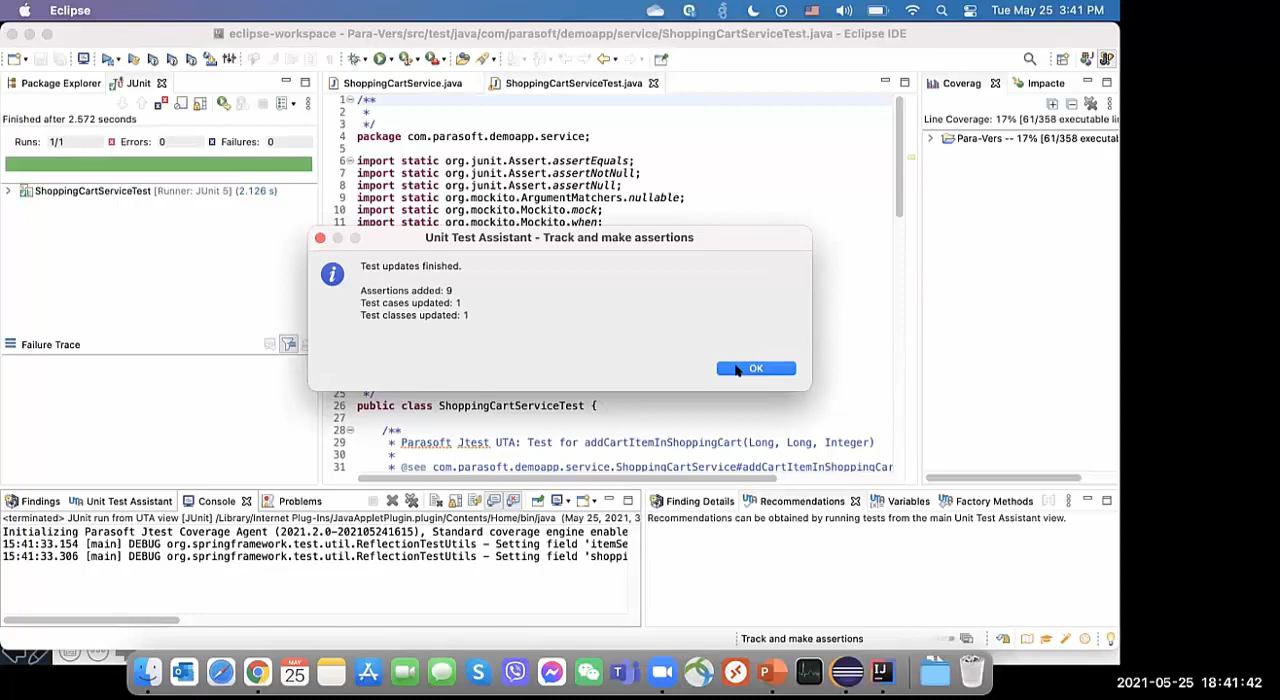 Eclipse
Tue May 25 3:41 PM
eclipse-workspace - Para-Vers/src/test/java/com/parasoft/demoapp/service/ShoppingCartServiceTest.java - Eclipse IDE
Package Explorer
JUnit
ShoppingCartService.java
ShoppingCartServiceTest.java
Coverag
Impacte
Finished after 2.572 seconds
Runs: 1/1
Errors: 0
Failures: 0
ShoppingCartServiceTest [Runner: JUnit 5] (2.126 s)
Failure Trace
1 /**
2 *
3 */
4 package com.parasoft.demoapp.service;
5
6 import static org.junit.Assert.assertEquals;
7 import static org.junit.Assert.assertNotNull;
8 import static org.junit.Assert.assertNull;
9 import static org.mockito.ArgumentMatchers.nullable;
10 import static org.mockito.Mockito.mock;
11 import static org.mockito.Mockito.when;
25 */
26 public class ShoppingCartServiceTest {
27
28 /**
29 * Parasoft Jtest UTA: Test for addCartItemInShoppingCart(Long, Long, Integer)
30 *
31 * @see com.parasoft.demoapp.service.ShoppingCartService#addCartItemInShoppingCar
Line Coverage: 17% [61/358 executable lin
Para-Vers -- 17% [61/358 executab
Unit Test Assistant - Track and make assertions
Test updates finished.
Assertions added: 9
Test cases updated: 1
Test classes updated: 1
OK
Findings
Unit Test Assistant
Console
Problems
<terminated> JUnit run from UTA view [JUnit] /Library/Internet Plug-Ins/JavaAppletPlugin.plugin/Contents/Home/bin/java (May 25, 2021, 3
Initializing Parasoft Jtest Coverage Agent (2021.2.0-202105241615), Standard coverage engine enable
15:41:33.154 [main] DEBUG org.springframework.test.util.ReflectionTestUtils - Setting field 'itemSe
15:41:33.306 [main] DEBUG org.springframework.test.util.ReflectionTestUtils - Setting field 'shoppi
Finding Details
Recommendations
Variables
Factory Methods
Recommendations can be obtained by running tests from the main Unit Test Assistant view.
Track and make assertions
MAY
25
2021-05-25 18:41:42